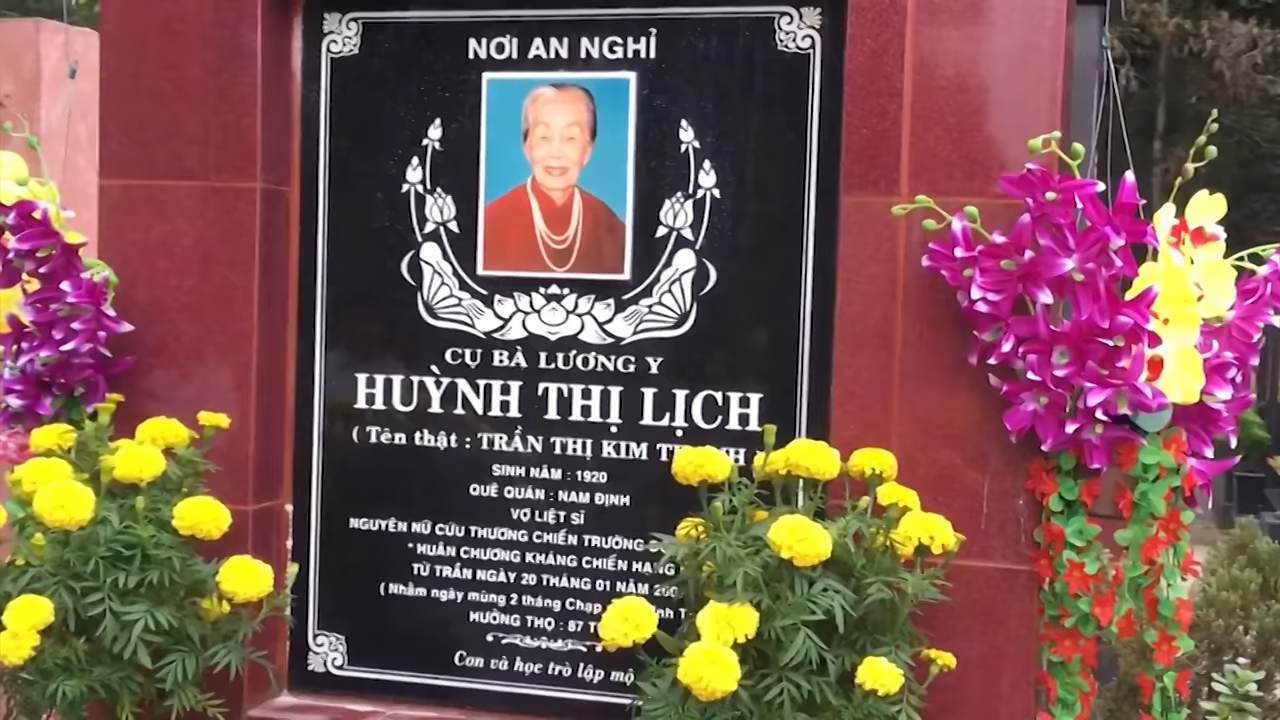 NƠI AN NGHỈ
CỤ BÀ LƯƠNG Y
HUỲNH THỊ LỊCH
( Tên thật : TRẦN THỊ KIM
SINH NĂM : 1920
QUÊ QUÁN : NAM ĐỊNH
VỢ LIỆT SĨ
NGUYÊN NỮ CỨU THƯƠNG CHIẾN TRƯỜNG
" HUÂN CHƯƠNG KHÁNG CHIẾN HẠNG
TỪ TRẦN NGÀY 20 THÁNG 01 NĂM
( Nhằm ngày mùng 2 tháng Chạp
HƯỞNG THỌ : 87
Con và học trò lập mộ